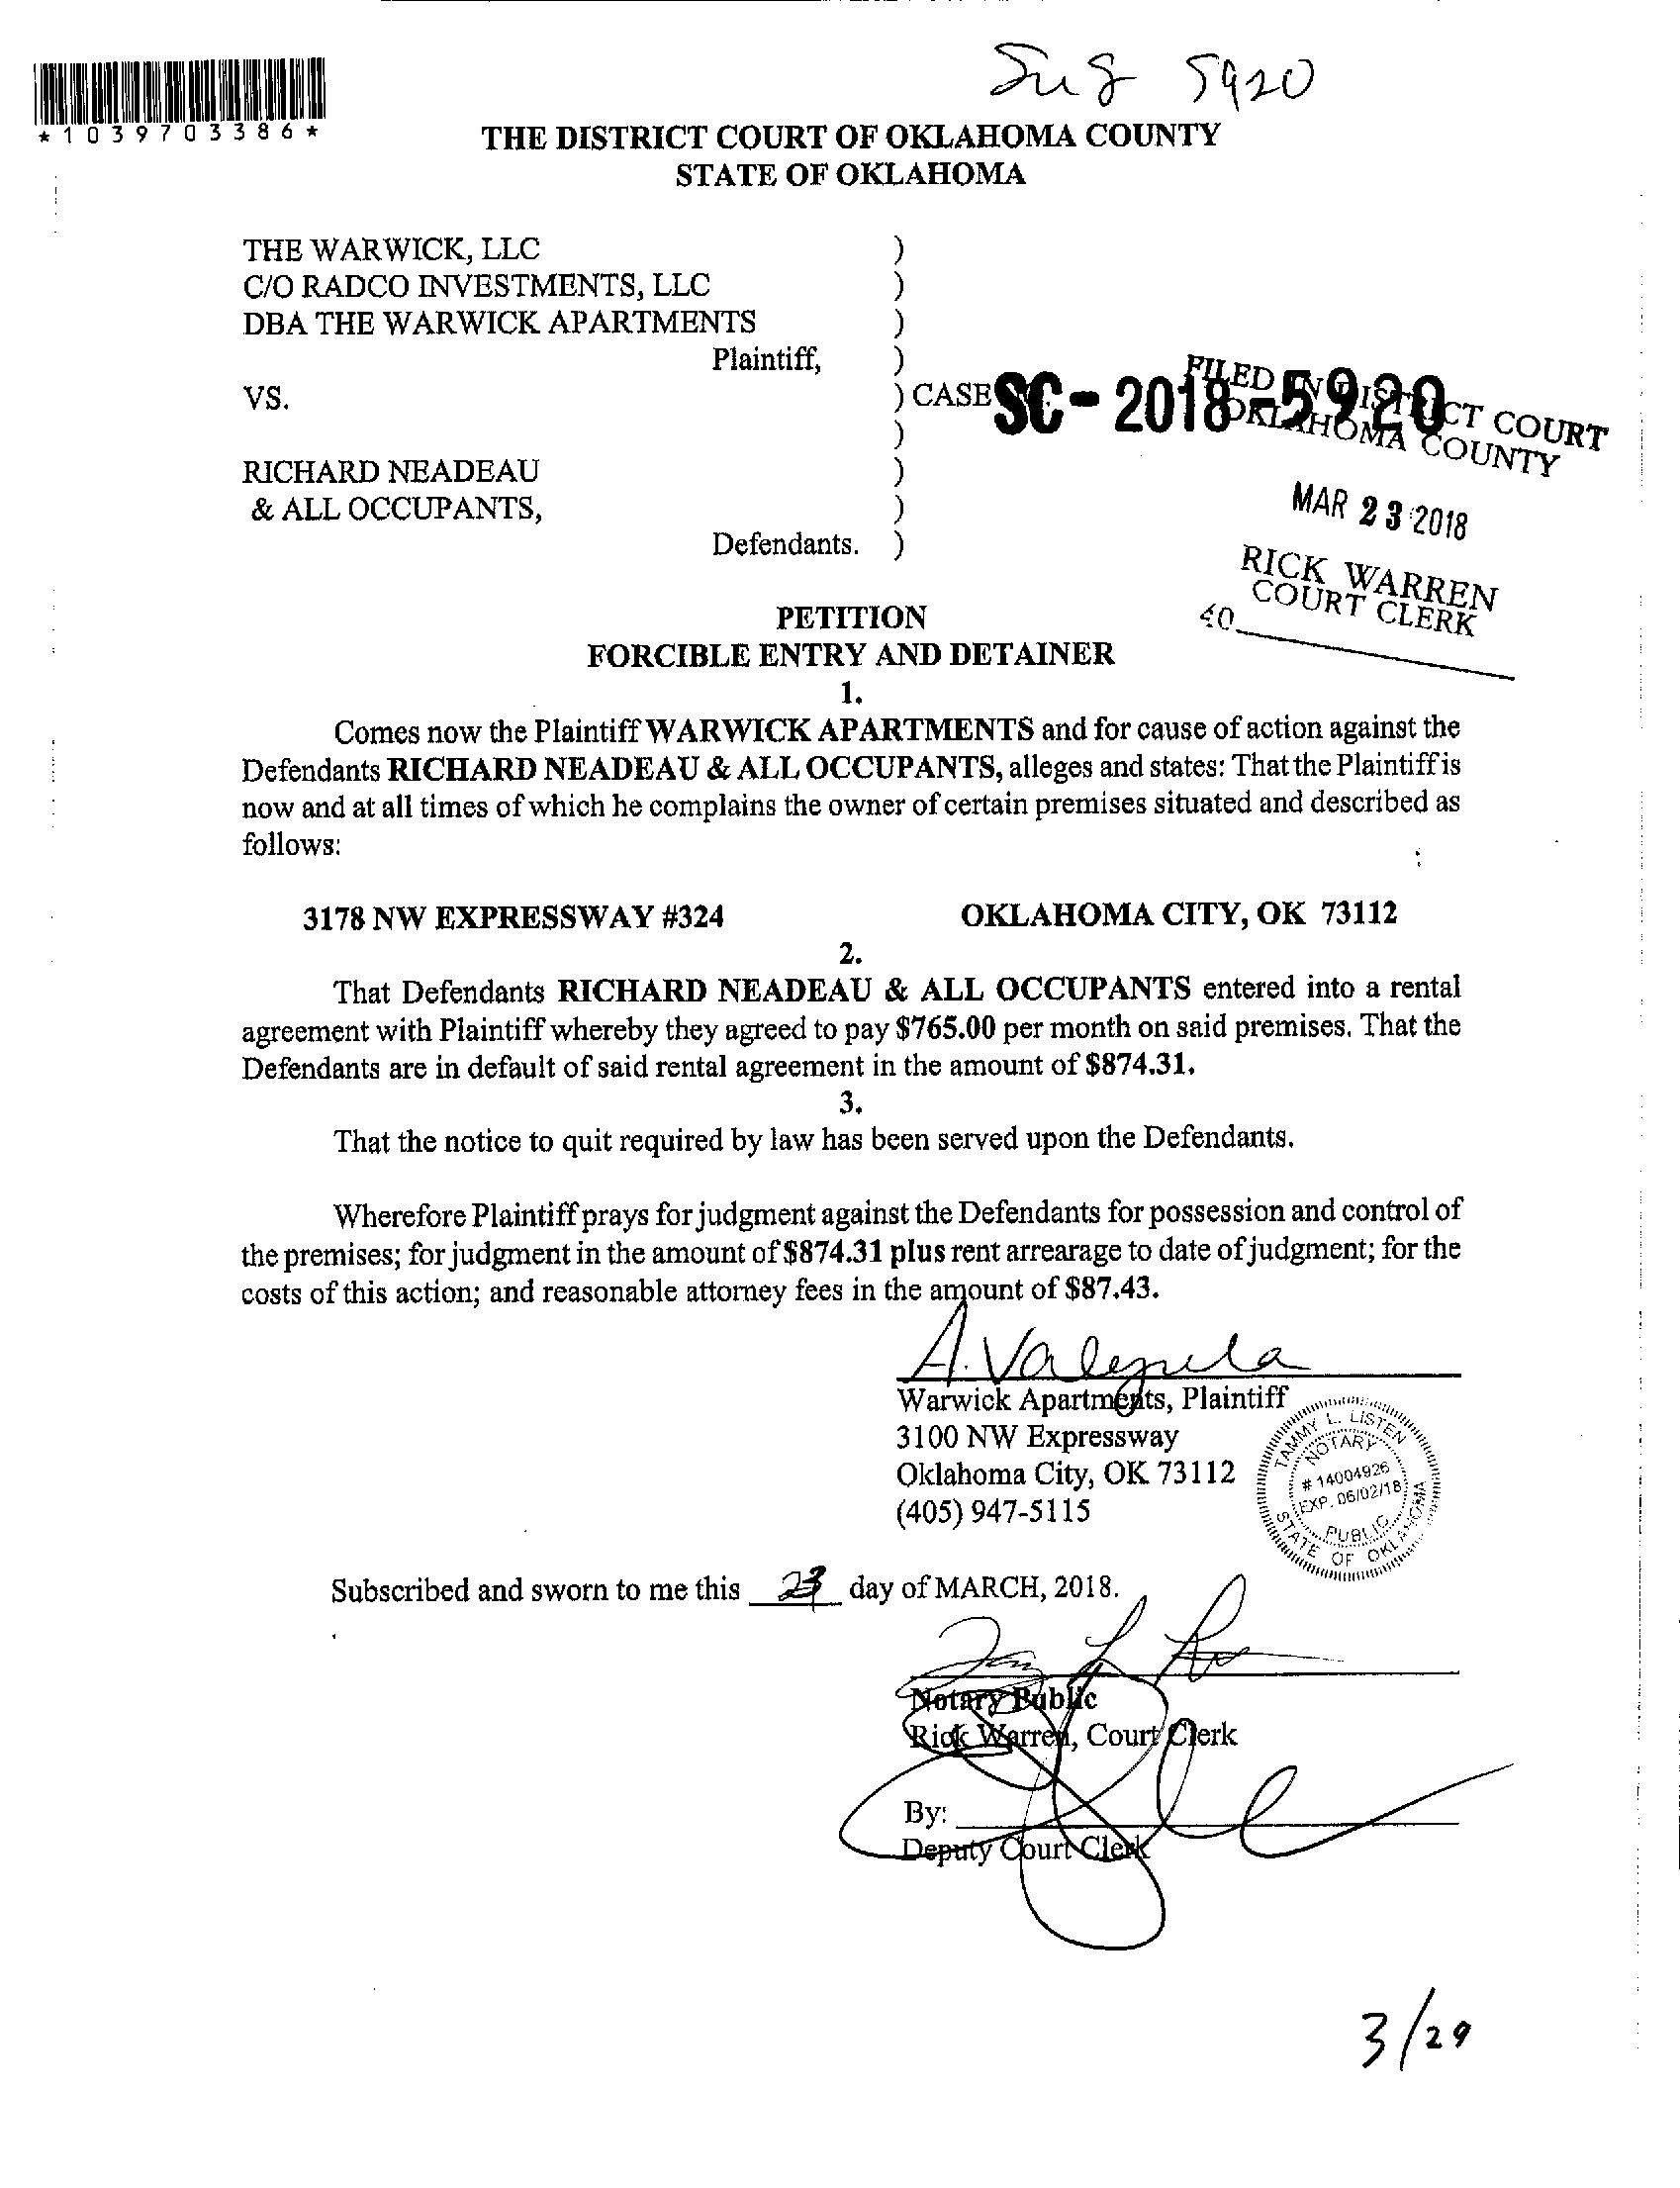 5920
*1039703386*
THE DISTRICT COURT OF OKLAHOMA COUNTY
STATE OF OKLAHOMA
THE WARWICK, LLC )
C/O RADCO INVESTMENTS, LLC )
DBA THE WARWICK APARTMENTS )
Plaintiff, )
VS. ) CASE SC-2018-5920
)
RICHARD NEADEAU )
& ALL OCCUPANTS, )
Defendants. )
FILED IN DISTRICT COURT
OKLAHOMA COUNTY
MAR 23 2018
RICK WARREN
COURT CLERK
40
PETITION
FORCIBLE ENTRY AND DETAINER
1.
Comes now the Plaintiff WARWICK APARTMENTS and for cause of action against the
Defendants RICHARD NEADEAU & ALL OCCUPANTS, alleges and states: That the Plaintiff is
now and at all times of which he complains the owner of certain premises situated and described as
follows:
3178 NW EXPRESSWAY #324 OKLAHOMA CITY, OK 73112
2.
That Defendants RICHARD NEADEAU & ALL OCCUPANTS entered into a rental
agreement with Plaintiff whereby they agreed to pay $765.00 per month on said premises. That the
Defendants are in default of said rental agreement in the amount of $874.31.
3.
That the notice to quit required by law has been served upon the Defendants.
Wherefore Plaintiff prays for judgment against the Defendants for possession and control of
the premises; for judgment in the amount of $874.31 plus rent arrearage to date of judgment; for the
costs of this action; and reasonable attorney fees in the amount of $87.43.
A. Valenzuela
Warwick Apartments, Plaintiff
3100 NW Expressway
Oklahoma City, OK 73112
(405) 947-5115
TAMMY L. LISTEN
NOTARY
# 14004926
EXP. 06/02/18
PUBLIC
STATE OF OKLAHOMA
Subscribed and sworn to me this 23 day of MARCH, 2018.
Notary Public
Rick Warren, Court Clerk
By:
Deputy Court Clerk
3/29